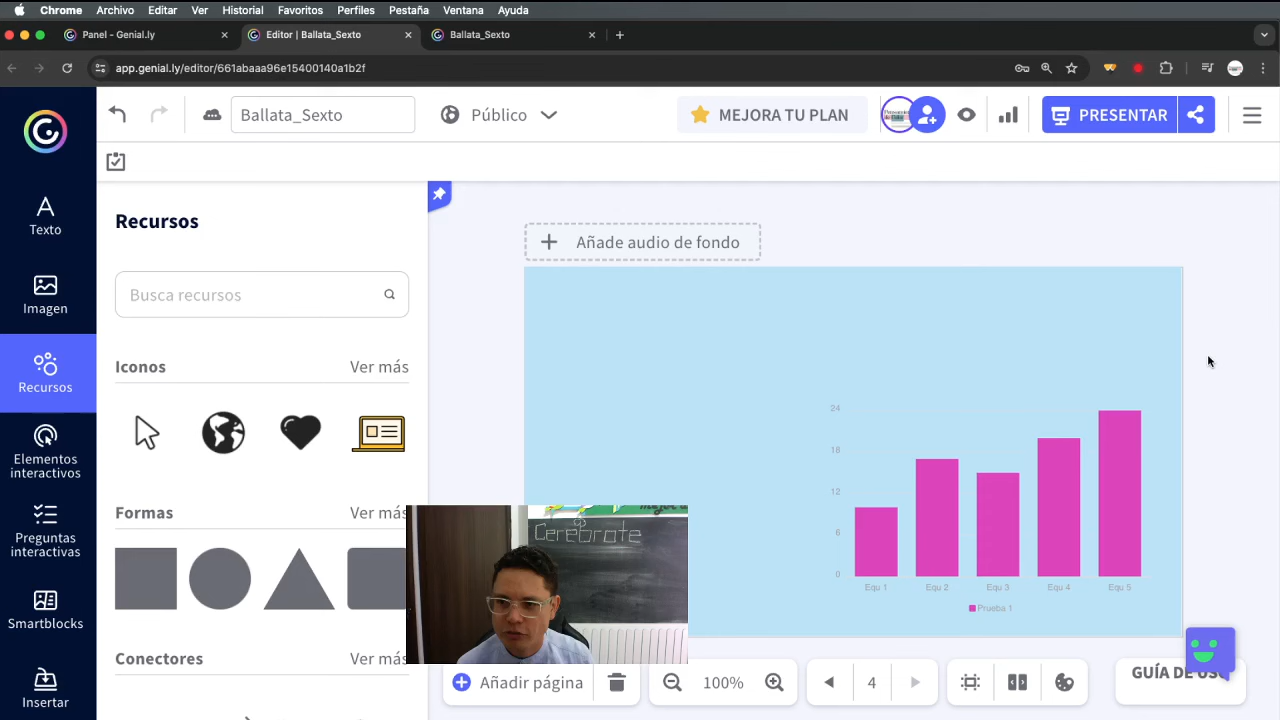 Chrome Archivo Editar Ver Historial Favoritos Perfiles Pestaña Ventana Ayuda
Panel - Genial.ly
Editor | Ballata_Sexto
Ballata_Sexto
app.genial.ly/editor/661abaaa96e15400140a1b2f
Ballata_Sexto
Público
MEJORA TU PLAN
PRESENTAR
Texto
Imagen
Recursos
Elementos
interactivos
Preguntas
interactivas
Smartblocks
Insertar
Recursos
Busca recursos
Iconos Ver más
Formas Ver más
Conectores Ver más
Añade audio de fondo
24
18
12
6
0
Equ 1 Equ 2 Equ 3 Equ 4 Equ 5
Prueba 1
Cerebrate
Añadir página
100%
4
GUÍA DE USO